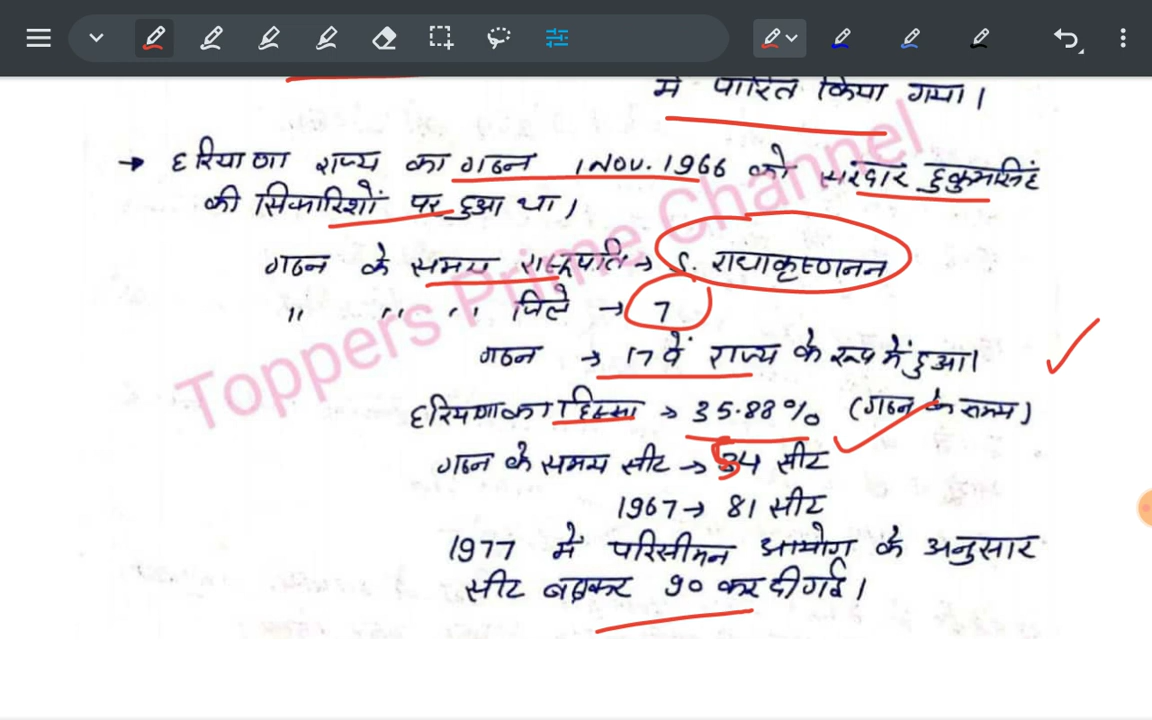 में पारित किया गया।
→ हरियाणा राज्य का गठन 1 Nov. 1966 को सरदार हुकुमसिंह
की सिकारिशों पर हुआ था।
गठन के समय राष्ट्रपति → S. राधाकृष्णनन
" " " जिले → 7
गठन → 17वें राज्य के रूप में हुआ।
हरियाणा का हिस्सा → 35.88% (गठन के समय)
गठन के समय सीट → 54 सीट
1967 → 81 सीट
1977 में परिसीमन आयोग के अनुसार
सीट बढ़कर 90 कर दी गई।
Toppers Prime Channel